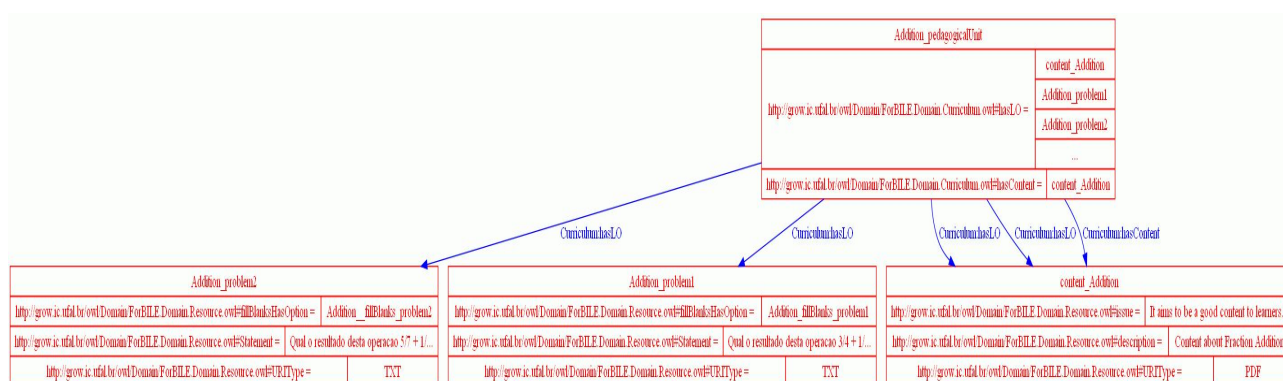 Addition_pedagogicalUnit
http://grow.ic.ufal.br/owl/Domain/ForBILE.Domain.Curriculum.owl#hasLO =
content_Addition
Addition_problem1
Addition_problem2
...
http://grow.ic.ufal.br/owl/Domain/ForBILE.Domain.Curriculum.owl#hasContent = content_Addition
Curriculum:hasLO Curriculum:hasLO Curriculum:hasLO Curriculum:hasLO Curriculum:hasContent
Addition_problem2
http://grow.ic.ufal.br/owl/Domain/ForBILE.Domain.Resource.owl#fillBlanksHasOption = Addition__fillBlanks_problem2
http://grow.ic.ufal.br/owl/Domain/ForBILE.Domain.Resource.owl#Statement = Qual o resultado desta operacao 5/7 + 1/...
http://grow.ic.ufal.br/owl/Domain/ForBILE.Domain.Resource.owl#URIType = TXT
Addition_problem1
http://grow.ic.ufal.br/owl/Domain/ForBILE.Domain.Resource.owl#fillBlanksHasOption = Addition_fillBlanks_problem1
http://grow.ic.ufal.br/owl/Domain/ForBILE.Domain.Resource.owl#Statement = Qual o resultado desta operacao 3/4 + 1/...
http://grow.ic.ufal.br/owl/Domain/ForBILE.Domain.Resource.owl#URIType = TXT
content_Addition
http://grow.ic.ufal.br/owl/Domain/ForBILE.Domain.Resource.owl#issue = It aims to be a good content to learners.
http://grow.ic.ufal.br/owl/Domain/ForBILE.Domain.Resource.owl#description = Content about Fraction Addition
http://grow.ic.ufal.br/owl/Domain/ForBILE.Domain.Resource.owl#URIType = PDF